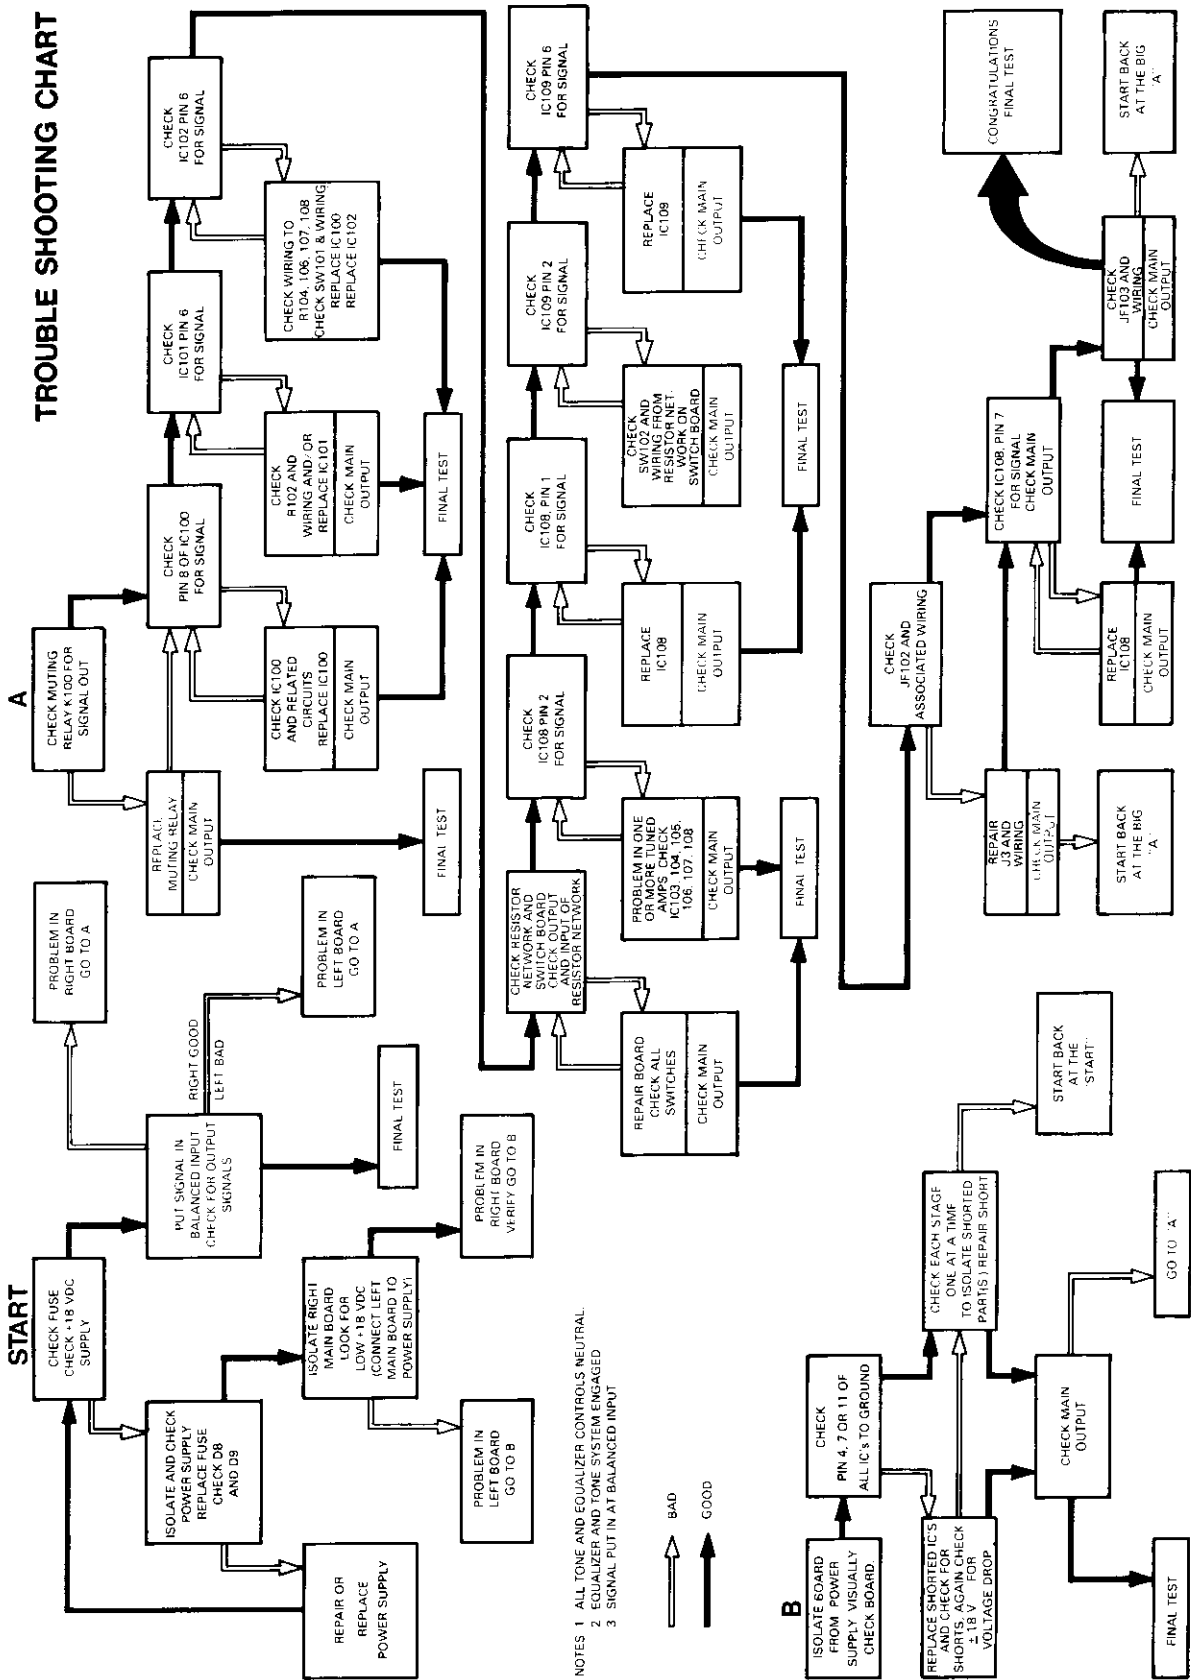 TROUBLE SHOOTING CHART
START
CHECK FUSE
CHECK +18 VDC
SUPPLY
ISOLATE AND CHECK
POWER SUPPLY
REPLACE FUSE
CHECK D8
AND D9
REPAIR OR
REPLACE
POWER SUPPLY
PUT SIGNAL IN
BALANCED INPUT
CHECK FOR OUTPUT
SIGNALS
PROBLEM IN
RIGHT BOARD
GO TO A
RIGHT GOOD
LEFT BAD
PROBLEM IN
LEFT BOARD
GO TO A
FINAL TEST
ISOLATE RIGHT
MAIN BOARD
LOOK FOR
LOW +18 VDC
(CONNECT LEFT
MAIN BOARD TO
POWER SUPPLY)
PROBLEM IN
RIGHT BOARD
VERIFY GO TO B
PROBLEM IN
LEFT BOARD
GO TO B
NOTES 1 ALL TONE AND EQUALIZER CONTROLS NEUTRAL.
2 EQUALIZER AND TONE SYSTEM ENGAGED
3 SIGNAL PUT IN AT BALANCED INPUT
BAD
GOOD
A
CHECK MUTING
RELAY K100 FOR
SIGNAL OUT
REPLACE
MUTING RELAY
CHECK MAIN
OUTPUT
FINAL TEST
CHECK
PIN 8 OF IC100
FOR SIGNAL
CHECK IC100
AND RELATED
CIRCUITS
REPLACE IC100
CHECK MAIN
OUTPUT
CHECK
IC101 PIN 6
FOR SIGNAL
CHECK
R102 AND
WIRING AND/OR
REPLACE IC101
CHECK MAIN
OUTPUT
FINAL TEST
CHECK
IC102 PIN 6
FOR SIGNAL
CHECK WIRING TO
R104, 106, 107, 108
CHECK SW101 & WIRING
REPLACE IC100
REPLACE IC102
CHECK RESISTOR
NETWORK AND
SWITCH BOARD
CHECK OUTPUT
AND INPUT OF
RESISTOR NETWORK
REPAIR BOARD
CHECK ALL
SWITCHES
CHECK MAIN
OUTPUT
CHECK
IC108 PIN 2
FOR SIGNAL
PROBLEM IN ONE
OR MORE TUNED
AMPS. CHECK
IC103, 104, 105,
106, 107, 108
CHECK MAIN
OUTPUT
FINAL TEST
CHECK
IC108, PIN 1
FOR SIGNAL
REPLACE
IC108
CHECK MAIN
OUTPUT
CHECK
IC109 PIN 2
FOR SIGNAL
CHECK
SW102 AND
WIRING FROM
RESISTOR NET
WORK ON
SWITCH BOARD
CHECK MAIN
OUTPUT
FINAL TEST
CHECK
IC109 PIN 6
FOR SIGNAL
REPLACE
IC109
CHECK MAIN
OUTPUT
CHECK
JF102 AND
ASSOCIATED WIRING
REPAIR
J3 AND
WIRING
CHECK MAIN
OUTPUT
START BACK
AT THE BIG
"A"
CHECK IC108, PIN 7
FOR SIGNAL
CHECK MAIN
OUTPUT
REPLACE
IC108
CHECK MAIN
OUTPUT
FINAL TEST
CHECK
JF103 AND
WIRING
CHECK MAIN
OUTPUT
CONGRATULATIONS
FINAL TEST
START BACK
AT THE BIG
"A"
B
ISOLATE BOARD
FROM POWER
SUPPLY VISUALLY
CHECK BOARD.
CHECK
PIN 4, 7 OR 11 OF
ALL IC's TO GROUND
REPLACE SHORTED IC'S
AND CHECK FOR
SHORTS, AGAIN CHECK
± 18 V FOR
VOLTAGE DROP
CHECK EACH STAGE
ONE AT A TIME
TO ISOLATE SHORTED
PART(S) REPAIR SHORT
START BACK
AT THE
"START"
CHECK MAIN
OUTPUT
GO TO "A"
FINAL TEST